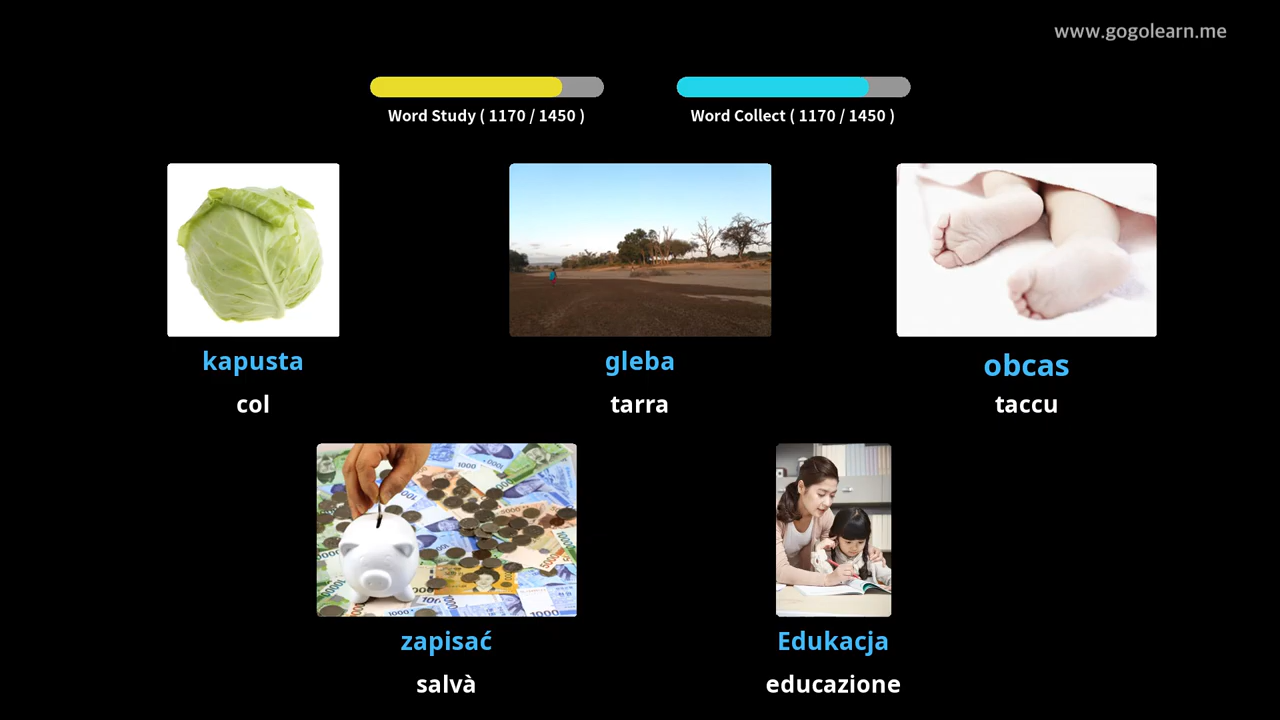 www.gogolearn.me
Word Study ( 1170 / 1450 )
Word Collect ( 1170 / 1450 )
kapusta
col
gleba
tarra
obcas
taccu
zapisać
salvà
Edukacja
educazione